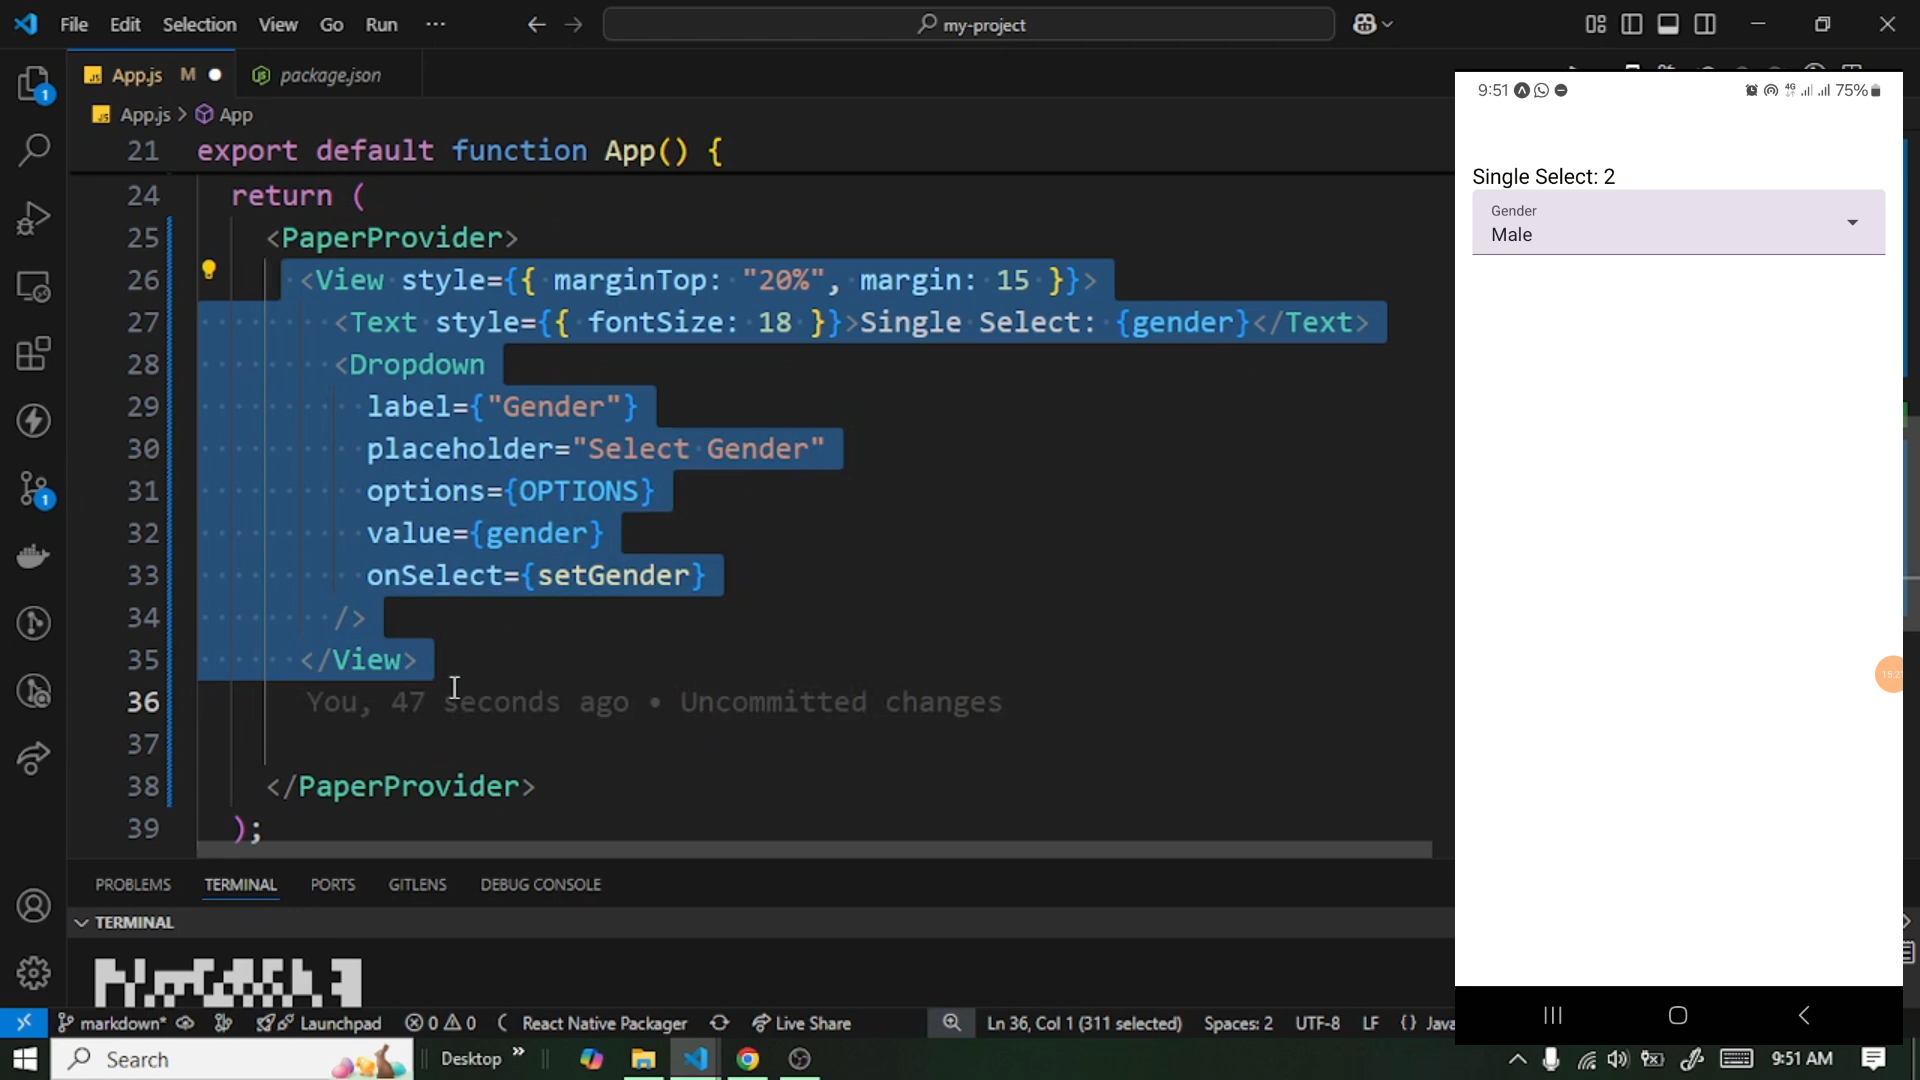 File Edit Selection View Go Run ··· my-project
App.js M package.json
App.js > App
21 export default function App() {
24 return (
25 <PaperProvider>
26 <View style={{ marginTop: "20%", margin: 15 }}>
27 <Text style={{ fontSize: 18 }}>Single Select: {gender}</Text>
28 <Dropdown
29 label={"Gender"}
30 placeholder="Select Gender"
31 options={OPTIONS}
32 value={gender}
33 onSelect={setGender}
34 />
35 </View>
36 You, 47 seconds ago • Uncommitted changes
37
38 </PaperProvider>
39 );
PROBLEMS TERMINAL PORTS GITLENS DEBUG CONSOLE
TERMINAL
markdown* Launchpad 0 0 React Native Packager Live Share Ln 36, Col 1 (311 selected) Spaces: 2 UTF-8 LF {} Java
Search Desktop » 9:51 AM
1
1
9:51 4G 75%
Single Select: 2
Gender
Male